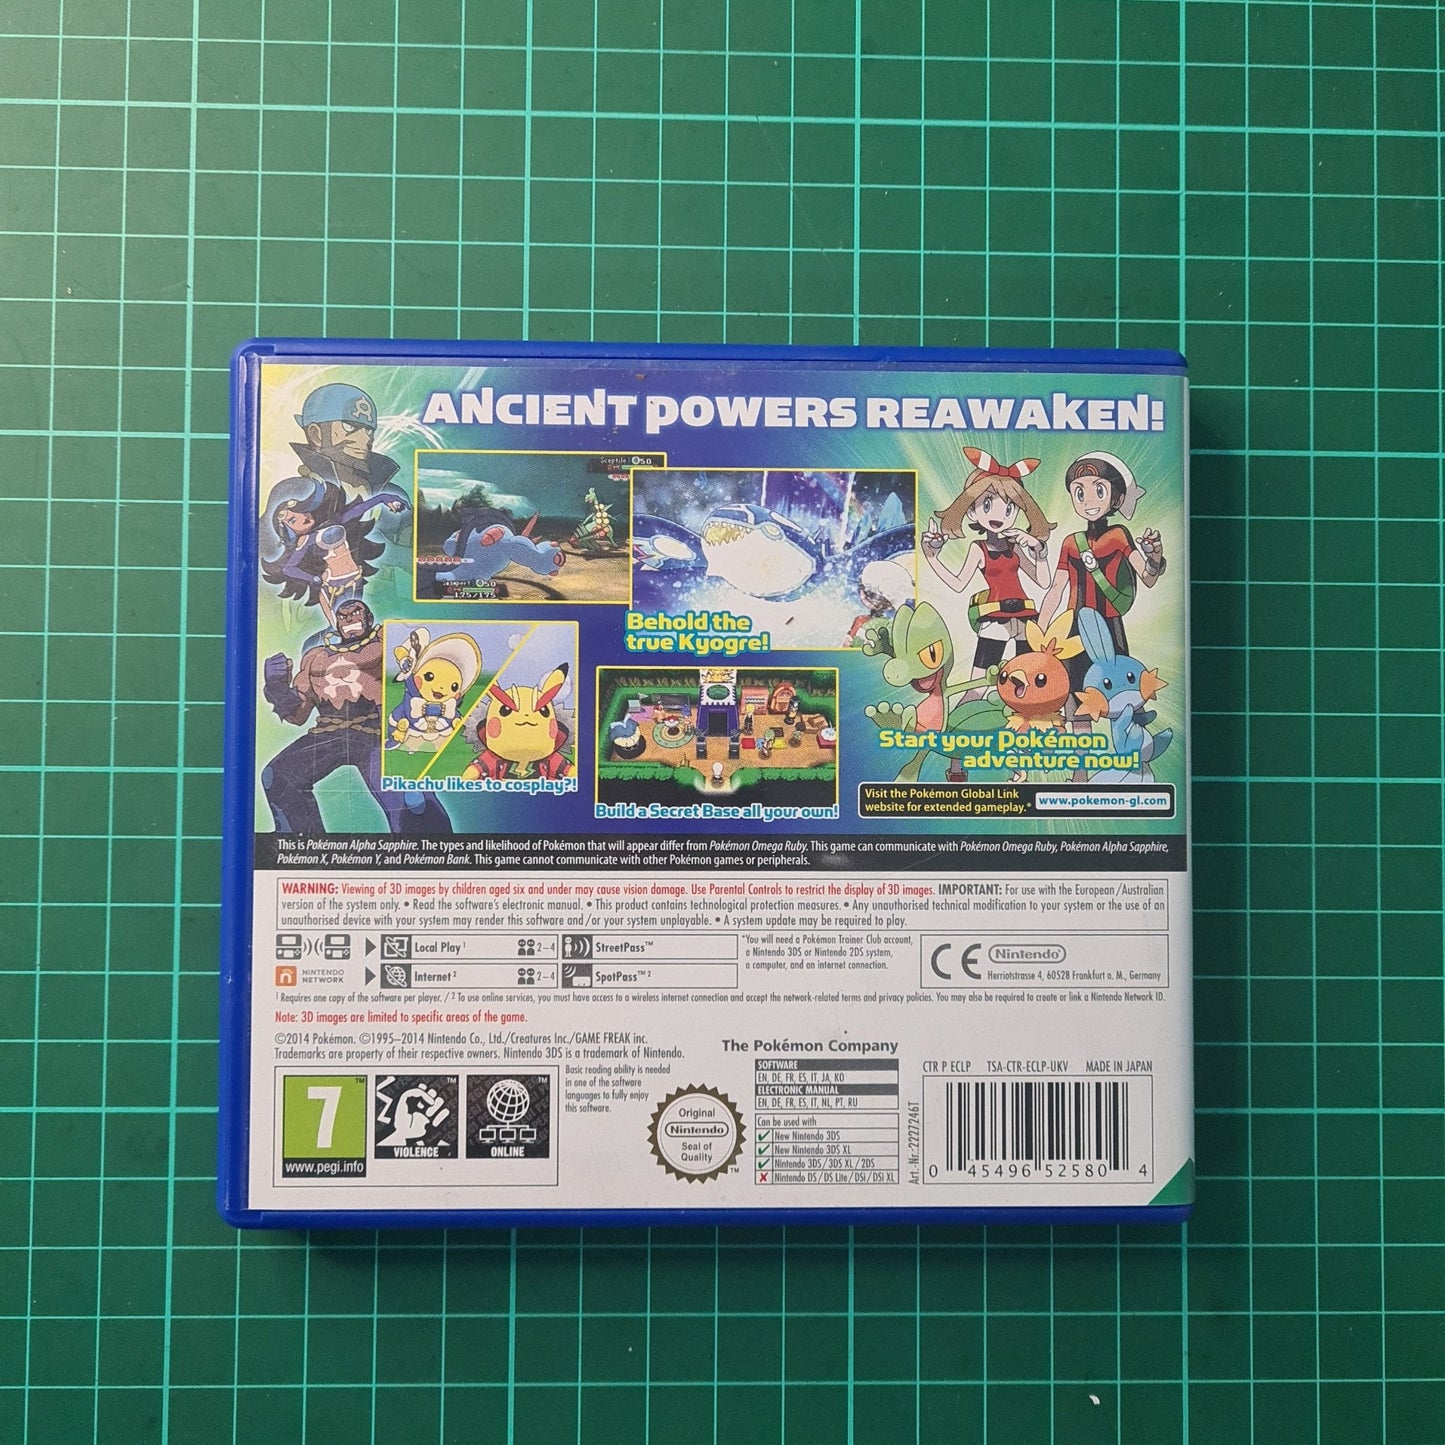 ANCIENT POWERS REAWAKEN!
Sceptile 50
50
175/175
Behold the
true Kyogre!
Pikachu likes to cosplay?!
Build a Secret Base all your own!
Start your Pokémon
adventure now!
Visit the Pokémon Global Link
website for extended gameplay.*
www.pokemon-gl.com
This is Pokémon Alpha Sapphire. The types and likelihood of Pokémon that will appear differ from Pokémon Omega Ruby. This game can communicate with Pokémon Omega Ruby, Pokémon Alpha Sapphire,
Pokémon X, Pokémon Y, and Pokémon Bank. This game cannot communicate with other Pokémon games or peripherals.
WARNING: Viewing of 3D images by children aged six and under may cause vision damage. Use Parental Controls to restrict the display of 3D images. IMPORTANT: For use with the European/Australian
version of the system only. • Read the software's electronic manual. • This product contains technological protection measures. • Any unauthorised technical modification to your system or the use of an
unauthorised device with your system may render this software and/or your system unplayable. • A system update may be required to play.
Local Play 1
2–4
StreetPass™
NINTENDO
NETWORK
Internet 2
2–4
SpotPass™ 2
*You will need a Pokémon Trainer Club account,
a Nintendo 3DS or Nintendo 2DS system,
a computer, and an internet connection.
CE
Nintendo
Herriotstrasse 4, 60528 Frankfurt a. M., Germany
1 Requires one copy of the software per player. / 2 To use online services, you must have access to a wireless internet connection and accept the network-related terms and privacy policies. You may also be required to create or link a Nintendo Network ID.
Note: 3D images are limited to specific areas of the game.
©2014 Pokémon. ©1995–2014 Nintendo Co., Ltd./Creatures Inc./GAME FREAK inc.
Trademarks are property of their respective owners. Nintendo 3DS is a trademark of Nintendo.
The Pokémon Company
7
www.pegi.info
VIOLENCE
ONLINE
Basic reading ability is needed
in one of the software
languages to fully enjoy
this software.
Original
Nintendo
Seal of
Quality
TM
SOFTWARE
EN, DE, FR, ES, IT, JA, KO
ELECTRONIC MANUAL
EN, DE, FR, ES, IT, NL, PT, RU
Can be used with
New Nintendo 3DS
New Nintendo 3DS XL
Nintendo 3DS/3DS XL/2DS
Nintendo DS/DS Lite/DSi/DSi XL
CTR P ECLP TSA-CTR-ECLP-UKV MADE IN JAPAN
Art.-Nr.:2227246T
0 45496 52580 4